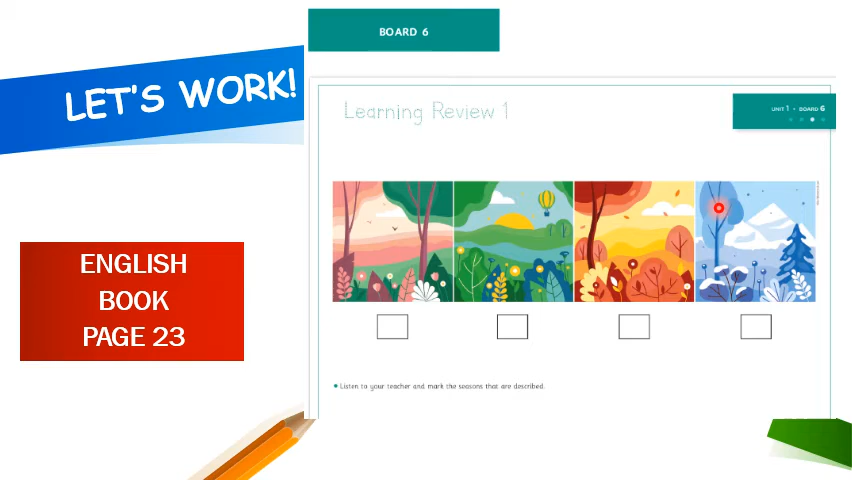 BOARD 6
LET'S WORK!
Learning Review 1
UNIT 1 • BOARD 6
ENGLISH
BOOK
PAGE 23
Listen to your teacher and mark the seasons that are described.